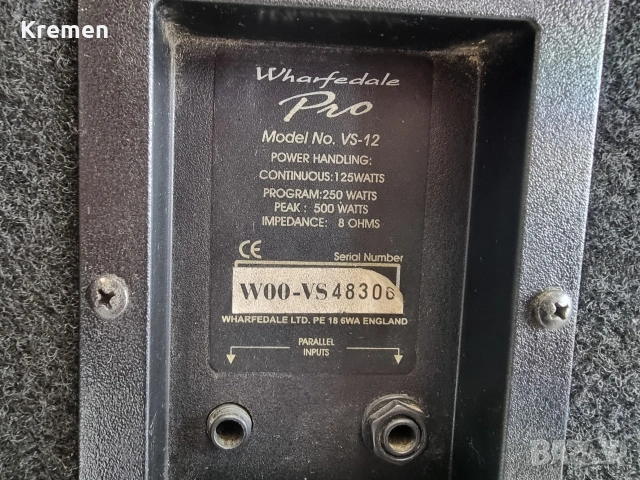 Kremen
Wharfedale
Pro
Model No. VS-12
POWER HANDLING:
CONTINUOUS:125WATTS
PROGRAM:250 WATTS
PEAK: 500 WATTS
IMPEDANCE: 8 OHMS
CE
Serial Number
W00-VS48306
WHARFEDALE LTD. PE 18 6WA ENGLAND
PARALLEL
INPUTS